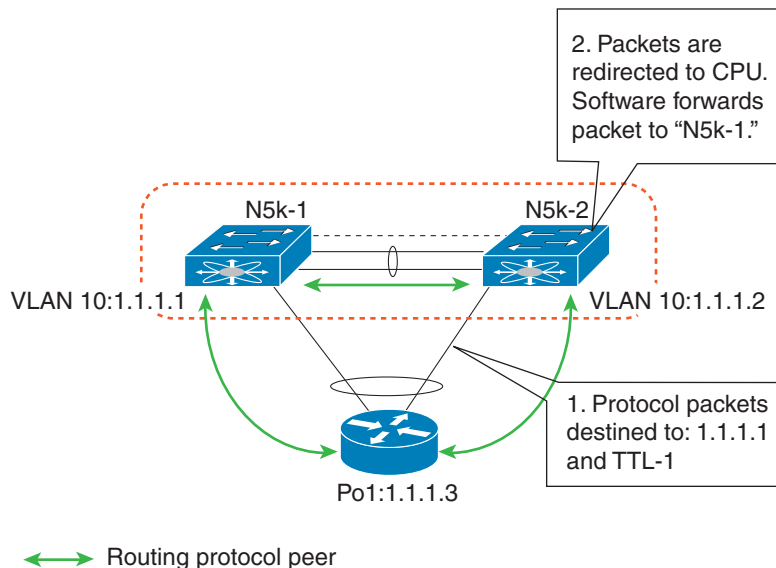 2. Packets are
redirected to CPU.
Software forwards
packet to “N5k-1.”
N5k-1
N5k-2
VLAN 10:1.1.1.1
VLAN 10:1.1.1.2
1. Protocol packets
destined to: 1.1.1.1
and TTL-1
Po1:1.1.1.3
Routing protocol peer